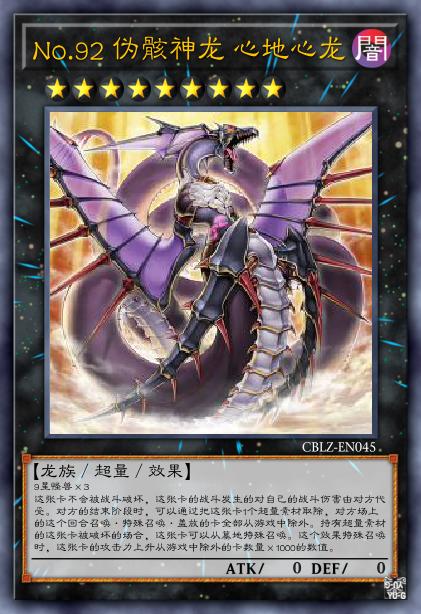 No.92 伪骸神龙 心地心龙 闇
CBLZ-EN045
【龙族／超量／效果】
9星怪兽×3
这张卡不会被战斗破坏，这张卡的战斗发生的对自己的战斗伤害由对方代
受。对方的结束阶段时，可以通过把这张卡1个超量素材取除，对方场上
的这个回合召唤·特殊召唤·盖放的卡全部从游戏中除外。持有超量素材
的这张卡被破坏的场合，这张卡可以从墓地特殊召唤。这个效果特殊召唤
时，这张卡的攻击力上升从游戏中除外的卡数量×1000的数值。
ATK/ 0 DEF/ 0